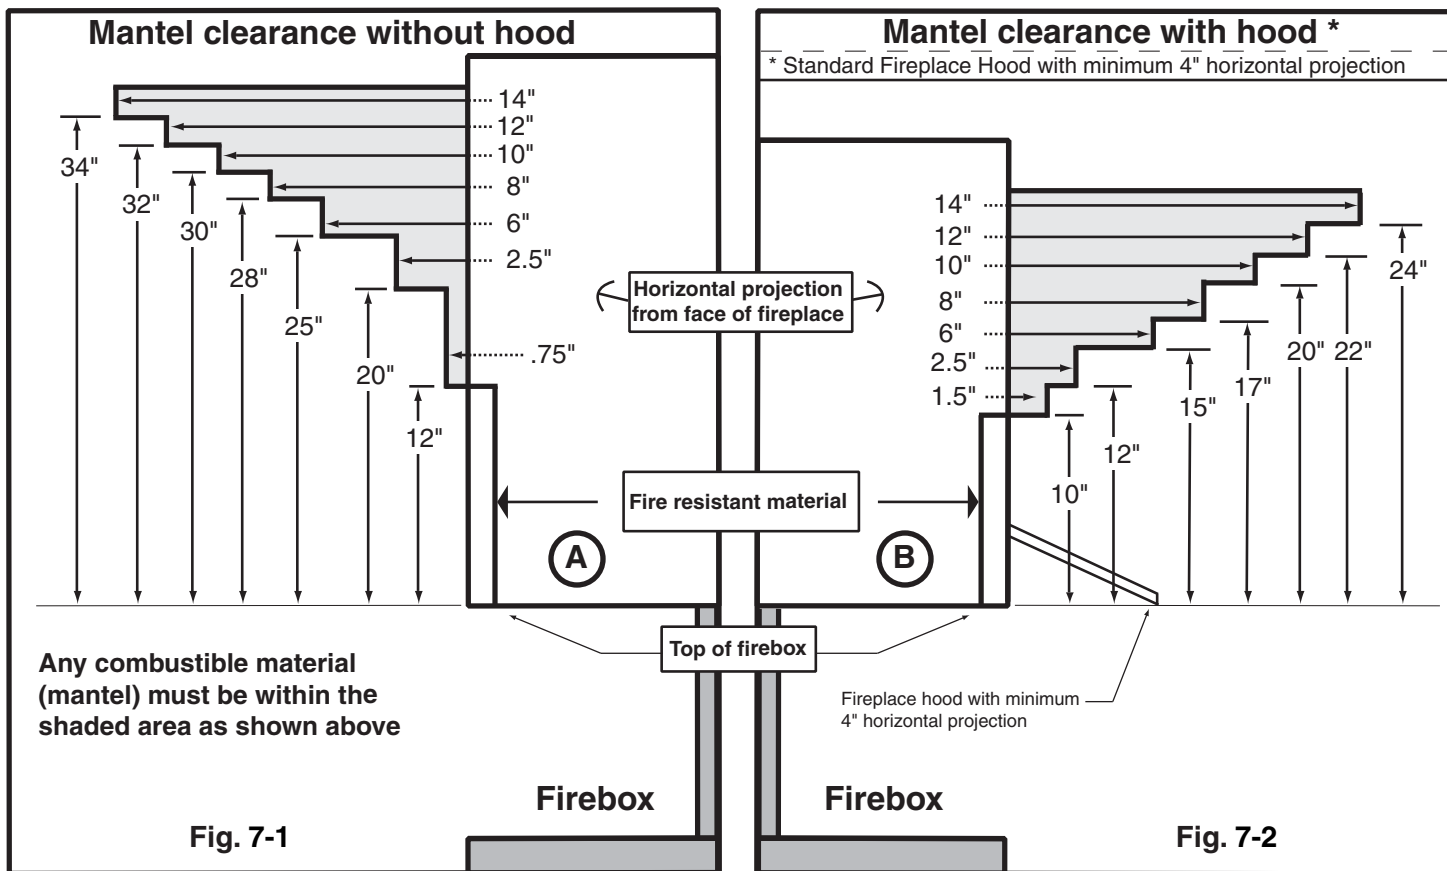 Mantel clearance without hood
14"
12"
10"
8"
6"
2.5"
.75"
34"
32"
30"
28"
25"
20"
12"
A
Any combustible material
(mantel) must be within the
shaded area as shown above
Firebox
Fig. 7-1
Horizontal projection
from face of fireplace
Fire resistant material
Top of firebox
Mantel clearance with hood *
* Standard Fireplace Hood with minimum 4" horizontal projection
14"
12"
10"
8"
6"
2.5"
1.5"
10"
12"
15"
17"
20"
22"
24"
B
Fireplace hood with minimum
4" horizontal projection
Firebox
Fig. 7-2